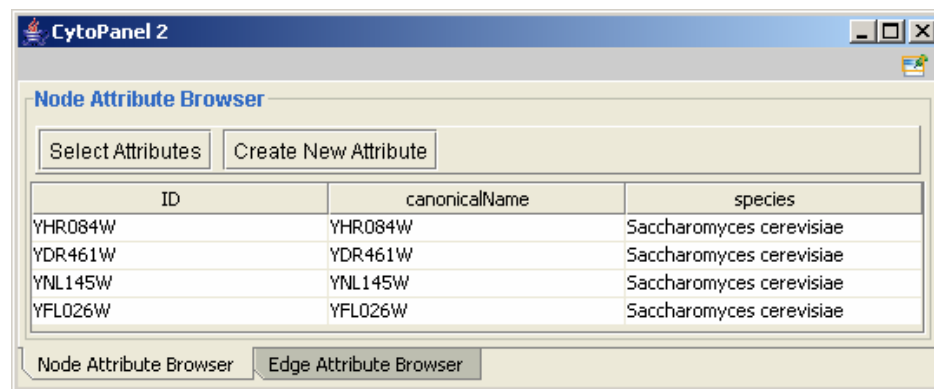 CytoPanel 2
Node Attribute Browser
Select Attributes Create New Attribute
ID canonicalName species
YHR084W YHR084W Saccharomyces cerevisiae
YDR461W YDR461W Saccharomyces cerevisiae
YNL145W YNL145W Saccharomyces cerevisiae
YFL026W YFL026W Saccharomyces cerevisiae
Node Attribute Browser Edge Attribute Browser